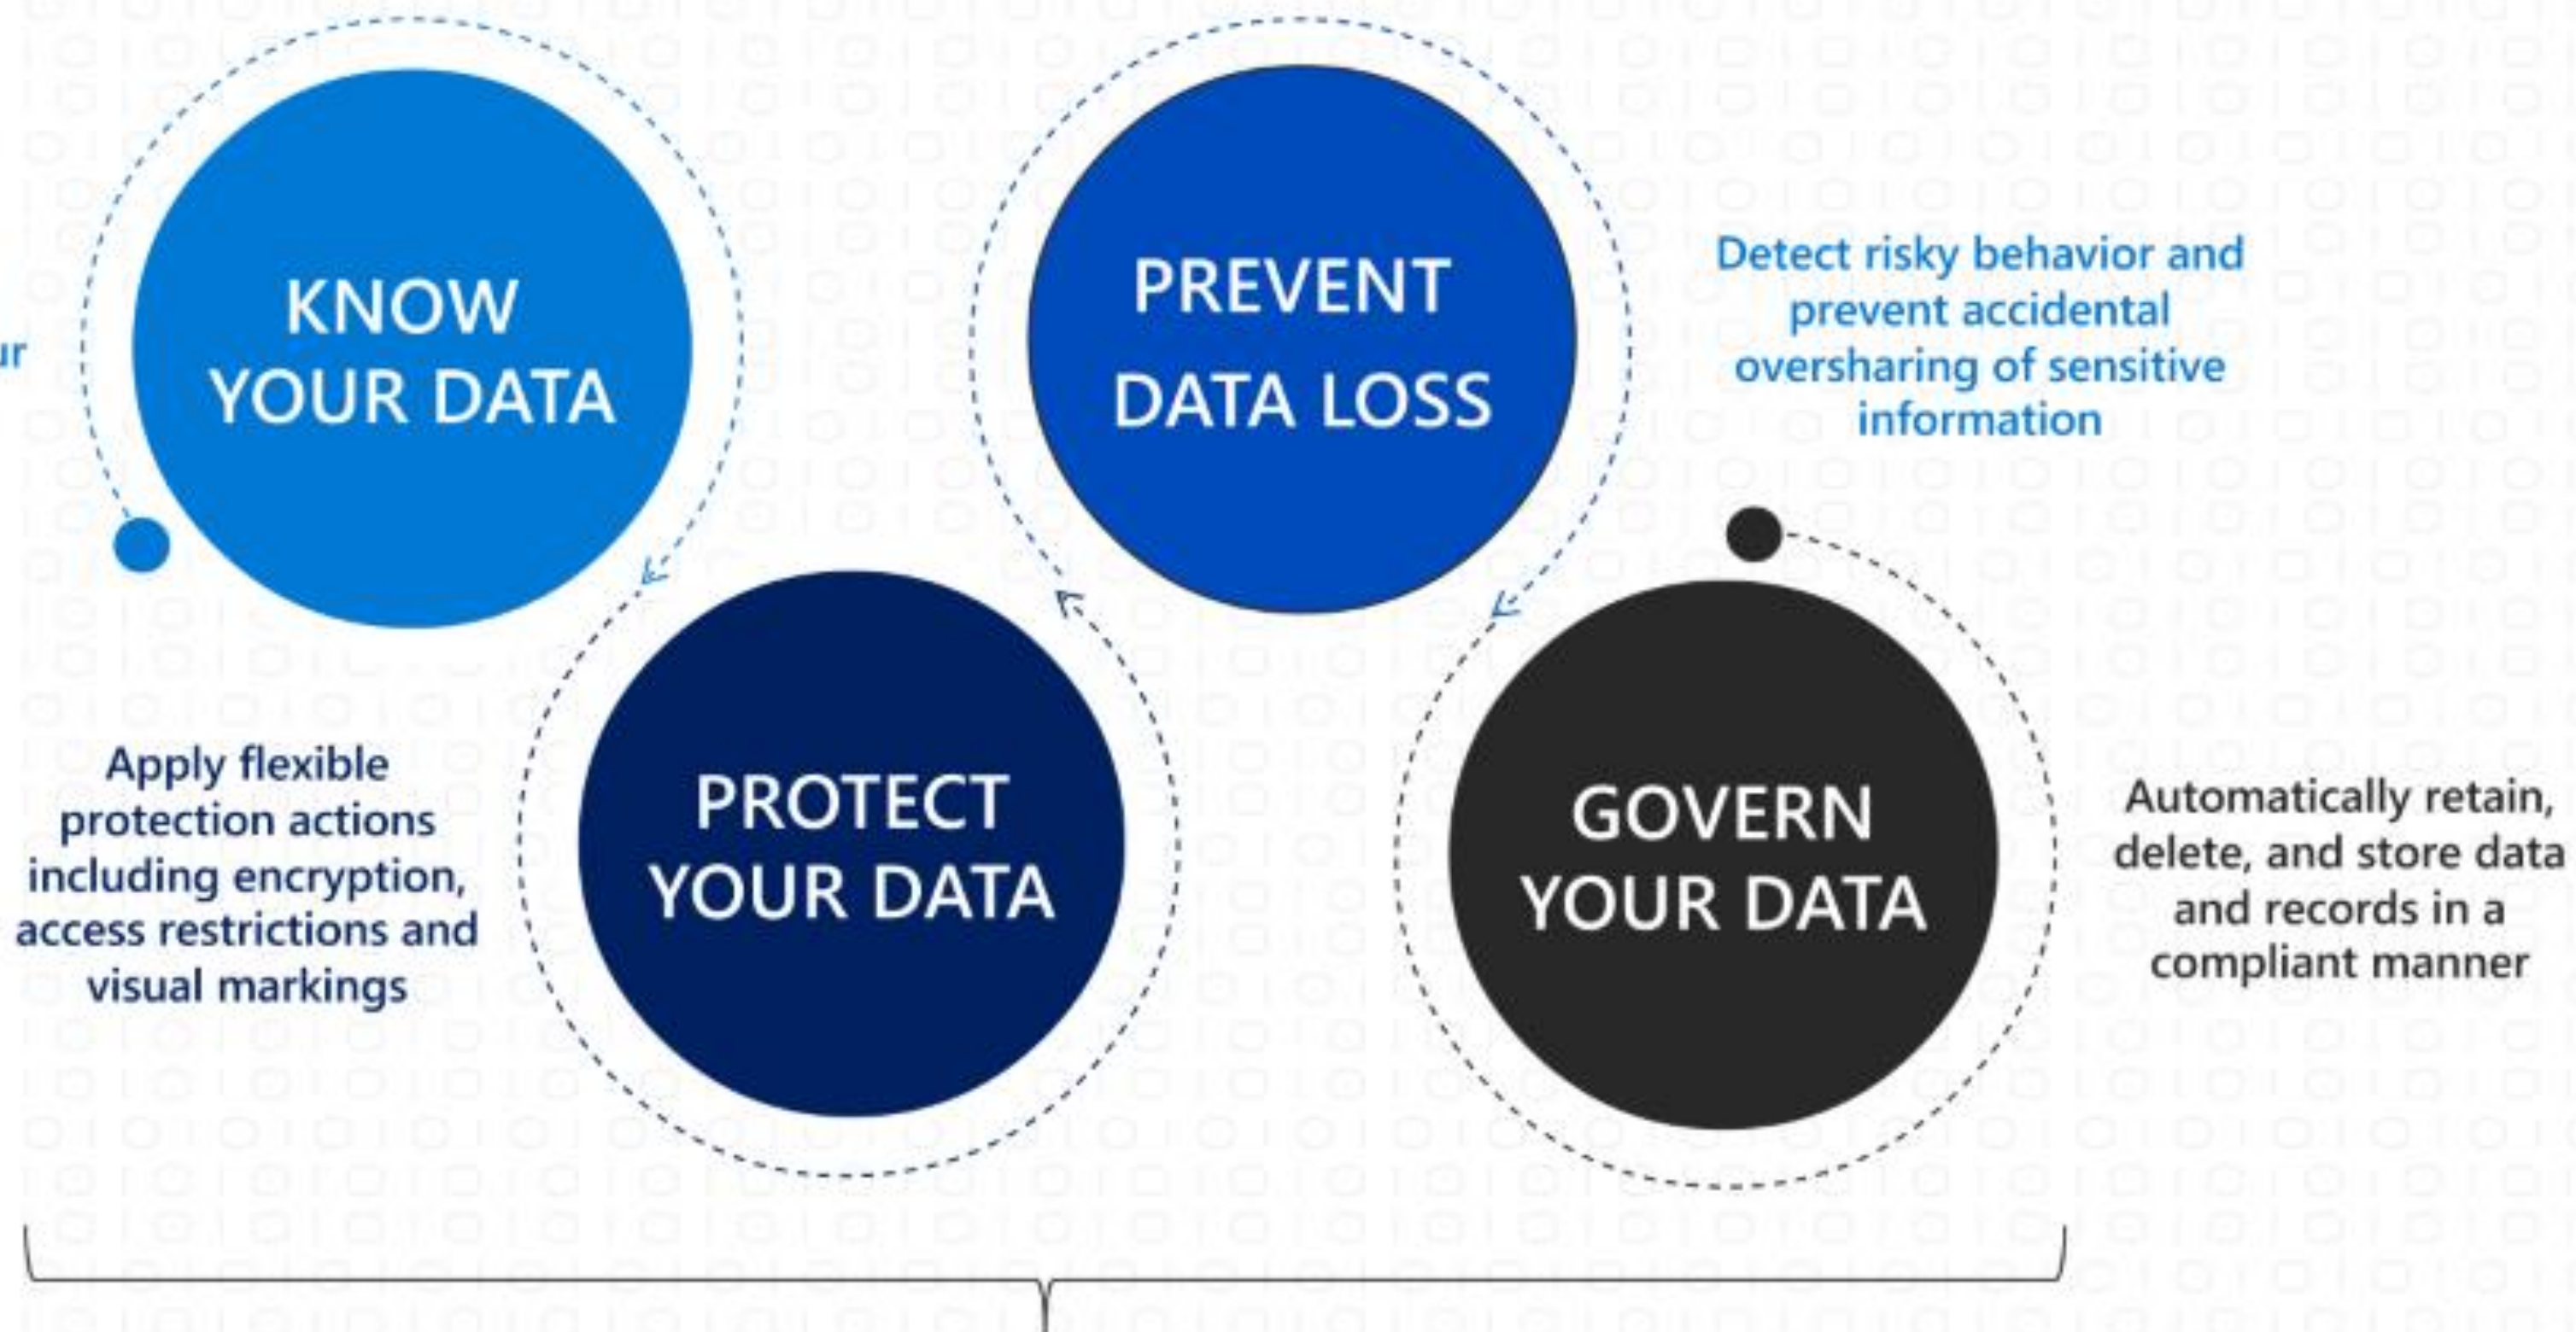 KNOW
YOUR DATA
PREVENT
DATA LOSS
Detect risky behavior and
prevent accidental
oversharing of sensitive
information
Apply flexible
protection actions
including encryption,
access restrictions and
visual markings
PROTECT
YOUR DATA
GOVERN
YOUR DATA
Automatically retain,
delete, and store data
and records in a
compliant manner